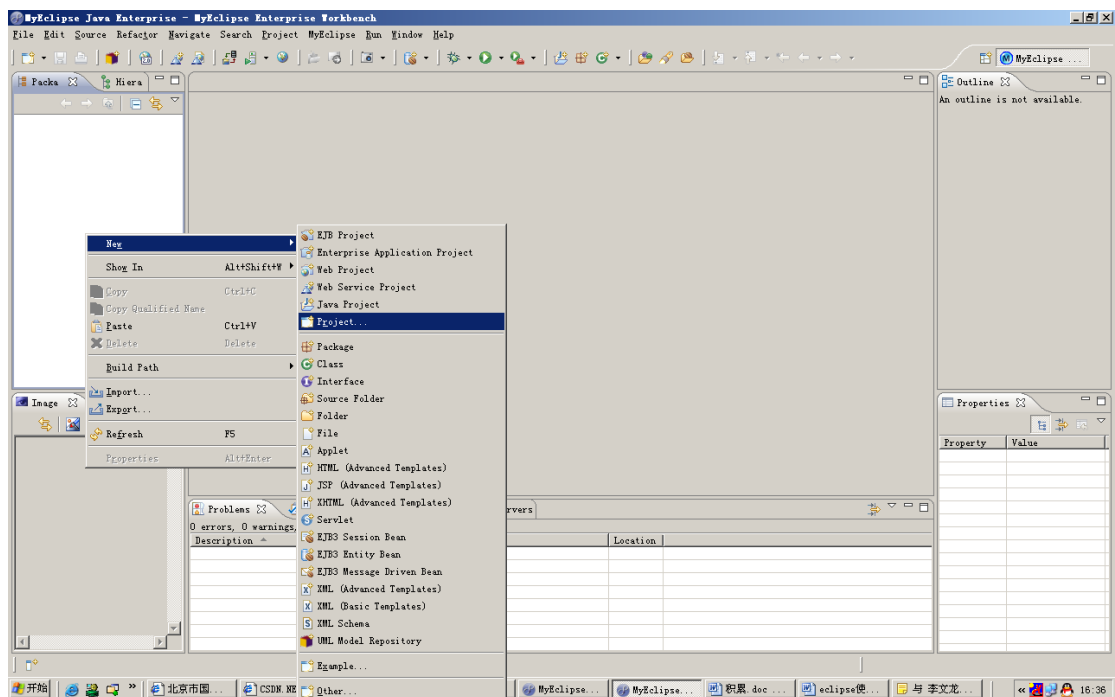 MyEclipse Java Enterprise - MyEclipse Enterprise Workbench
File Edit Source Refactor Navigate Search Project MyEclipse Run Window Help
MyEclipse ...
Packa Hiera
Outline
An outline is not available.
New
Show In Alt+Shift+W
Copy Ctrl+C
Copy Qualified Name
Paste Ctrl+V
Delete Delete
Build Path
Import...
Export...
Refresh F5
Properties Alt+Enter
EJB Project
Enterprise Application Project
Web Project
Web Service Project
Java Project
Project...
Package
Class
Interface
Source Folder
Folder
File
Applet
HTML (Advanced Templates)
JSP (Advanced Templates)
XHTML (Advanced Templates)
Servlet
EJB3 Session Bean
EJB3 Entity Bean
EJB3 Message Driven Bean
XML (Advanced Templates)
XML (Basic Templates)
XML Schema
UML Model Repository
Example...
Other...
Image
Properties
Property Value
Problems rvers
0 errors, 0 warnings,
Description Location
开始 » 北京市国... CSDN.NE MyEclipse... MyEclipse... 积累.doc ... eclipse使... 与 李文龙... « 16:36